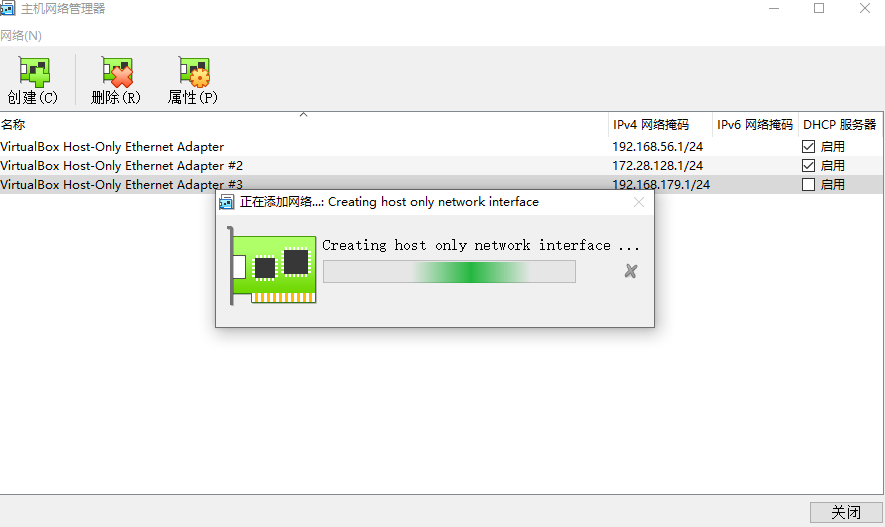 主机网络管理器
网络(N)
创建(C) 删除(R) 属性(P)
名称 IPv4 网络掩码 IPv6 网络掩码 DHCP 服务器
VirtualBox Host-Only Ethernet Adapter 192.168.56.1/24 启用
VirtualBox Host-Only Ethernet Adapter #2 172.28.128.1/24 启用
VirtualBox Host-Only Ethernet Adapter #3 192.168.179.1/24 启用
正在添加网络...: Creating host only network interface
Creating host only network interface ...
关闭